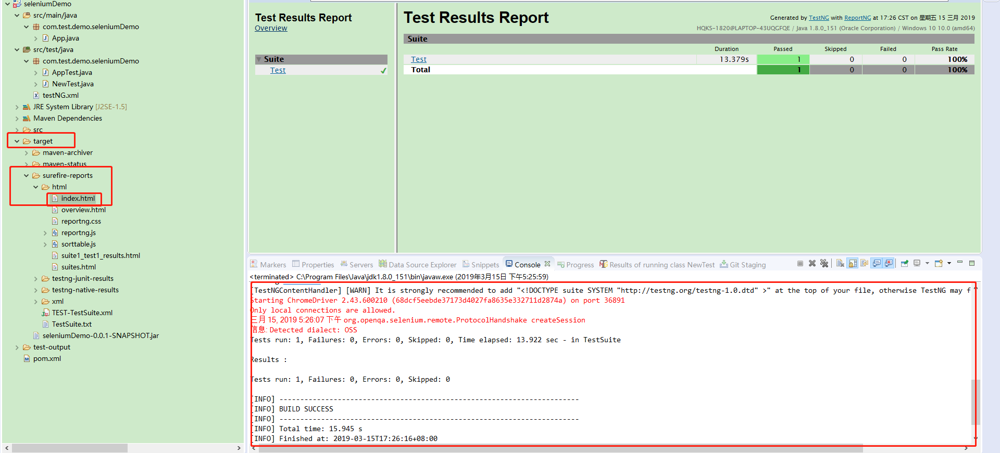 seleniumDemo
src/main/java
com.test.demo.seleniumDemo
App.java
src/test/java
com.test.demo.seleniumDemo
AppTest.java
NewTest.java
testNG.xml
JRE System Library [J2SE-1.5]
Maven Dependencies
src
target
maven-archiver
maven-status
surefire-reports
html
index.html
overview.html
reportng.css
reportng.js
sorttable.js
suite1_test1_results.html
suites.html
testng-junit-results
testng-native-results
xml
TEST-TestSuite.xml
TestSuite.txt
seleniumDemo-0.0.1-SNAPSHOT.jar
test-output
pom.xml
Test Results Report
Overview
Suite
Test
Test Results Report
Generated by TestNG with ReportNG at 17:26 CST on 星期五 15 三月 2019
HQKS-1820@LAPTOP-43UQGFQE / Java 1.8.0_151 (Oracle Corporation) / Windows 10 10.0 (amd64)
Suite
Duration Passed Skipped Failed Pass Rate
Test 13.379s 1 0 0 100%
Total 1 0 0 100%
Markers Properties Servers Data Source Explorer Snippets Console Progress Results of running class NewTest Git Staging
<terminated> C:\Program Files\Java\jdk1.8.0_151\bin\javaw.exe (2019年3月15日 下午5:25:59)
[TestNGContentHandler] [WARN] It is strongly recommended to add "<!DOCTYPE suite SYSTEM "http://testng.org/testng-1.0.dtd" >" at the top of your file, otherwise TestNG may f
Starting ChromeDriver 2.43.600210 (68dcf5eebde37173d4027fa8635e332711d2874a) on port 36891
Only local connections are allowed.
三月 15, 2019 5:26:07 下午 org.openqa.selenium.remote.ProtocolHandshake createSession
信息: Detected dialect: OSS
Tests run: 1, Failures: 0, Errors: 0, Skipped: 0, Time elapsed: 13.922 sec - in TestSuite
Results :
Tests run: 1, Failures: 0, Errors: 0, Skipped: 0
[INFO] ------------------------------------------------------------------------
[INFO] BUILD SUCCESS
[INFO] ------------------------------------------------------------------------
[INFO] Total time: 15.945 s
[INFO] Finished at: 2019-03-15T17:26:16+08:00